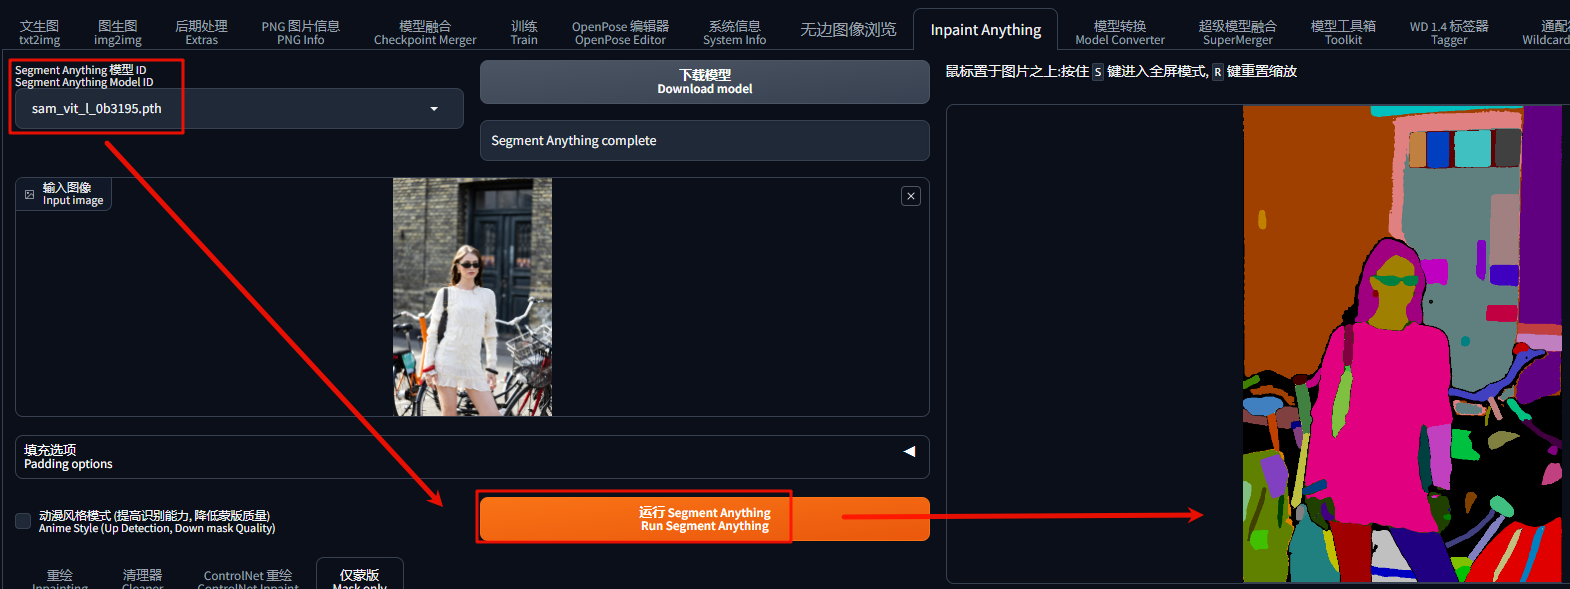 文生图
txt2img
图生图
img2img
后期处理
Extras
PNG 图片信息
PNG Info
模型融合
Checkpoint Merger
训练
Train
OpenPose 编辑器
OpenPose Editor
系统信息
System Info
无边图像浏览
Inpaint Anything
模型转换
Model Converter
超级模型融合
SuperMerger
模型工具箱
Toolkit
WD 1.4 标签器
Tagger
通配
Wildcard
Segment Anything 模型 ID
Segment Anything Model ID
sam_vit_l_0b3195.pth
下载模型
Download model
Segment Anything complete
输入图像
Input image
填充选项
Padding options
动漫风格模式 (提高识别能力, 降低蒙版质量)
Anime Style (Up Detection, Down mask Quality)
运行 Segment Anything
Run Segment Anything
重绘
Inpainting
清理器
Cleaner
ControlNet 重绘
ControlNet Inpaint
仅蒙版
Mask only
鼠标置于图片之上:按住 S 键进入全屏模式, R 键重置缩放